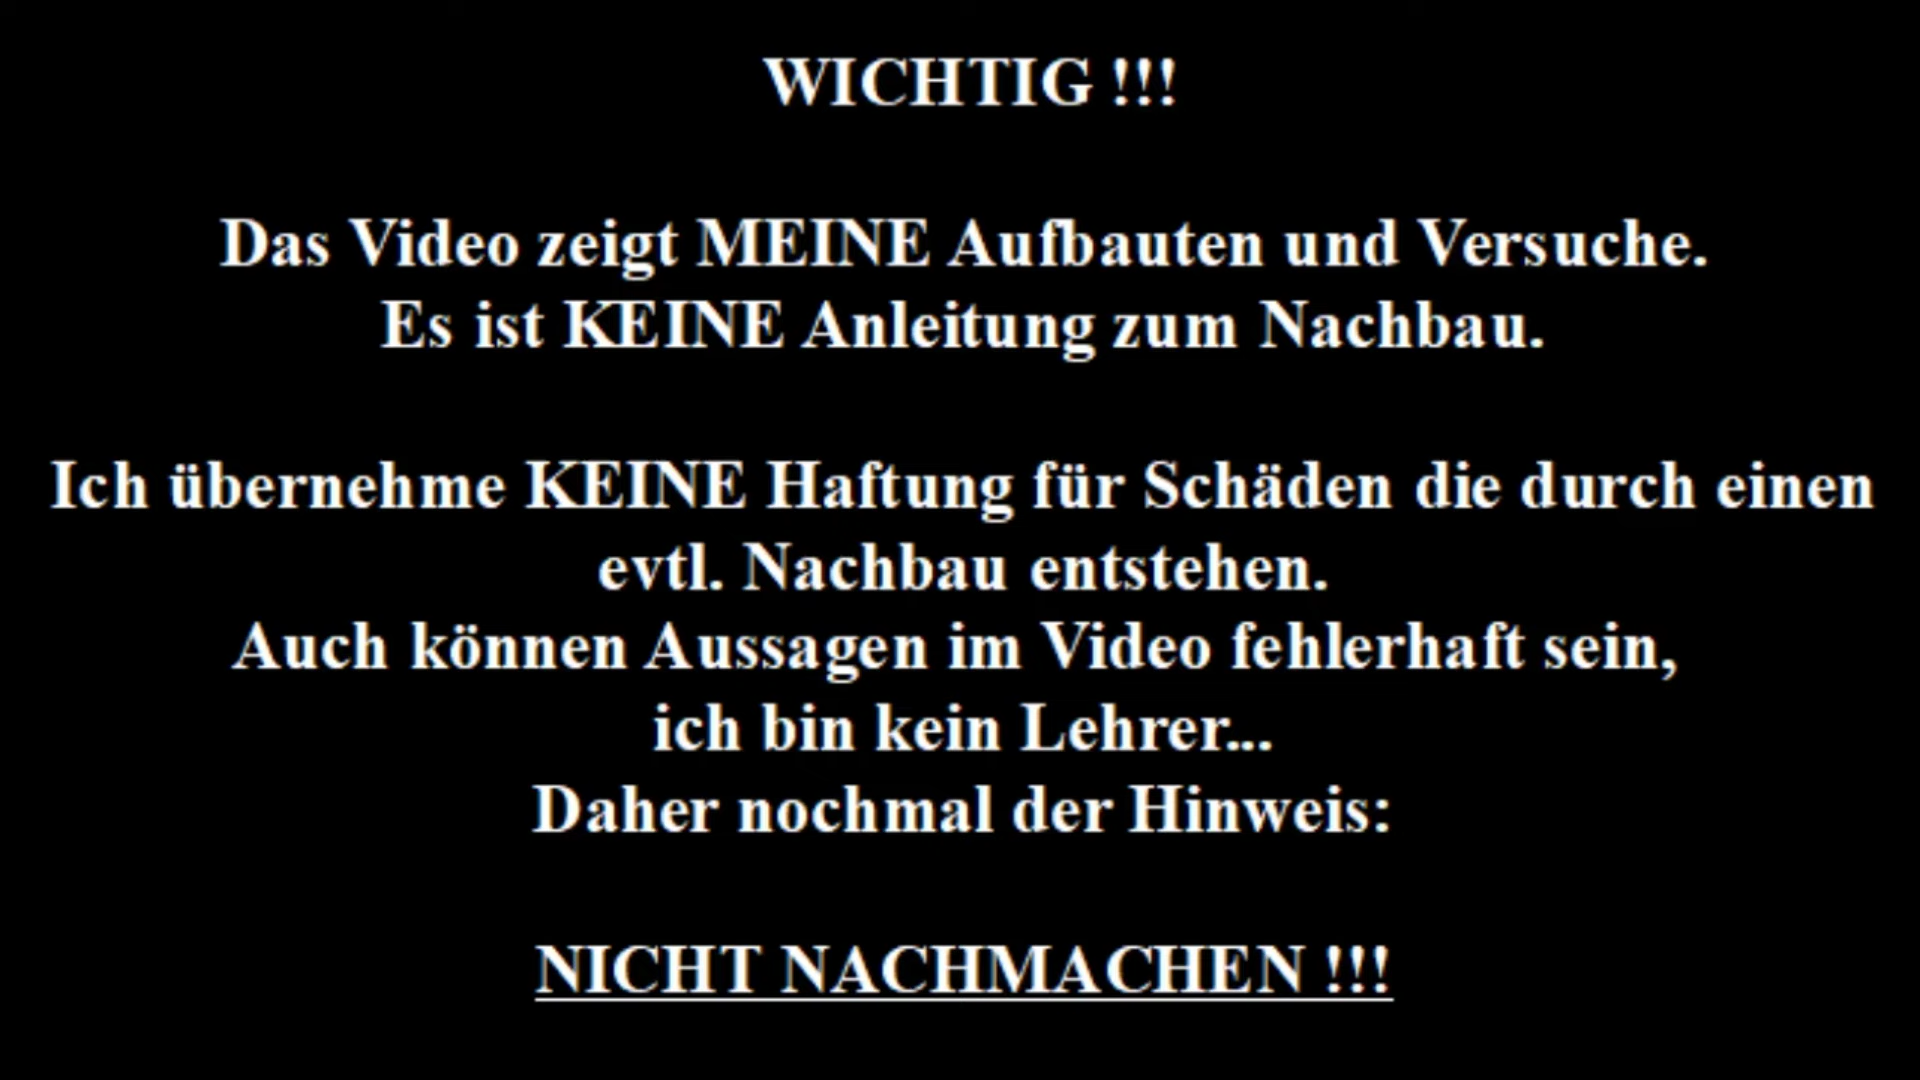 WICHTIG !!!
Das Video zeigt MEINE Aufbauten und Versuche.
Es ist KEINE Anleitung zum Nachbau.
Ich übernehme KEINE Haftung für Schäden die durch einen
evtl. Nachbau entstehen.
Auch können Aussagen im Video fehlerhaft sein,
ich bin kein Lehrer...
Daher nochmal der Hinweis:
NICHT NACHMACHEN !!!